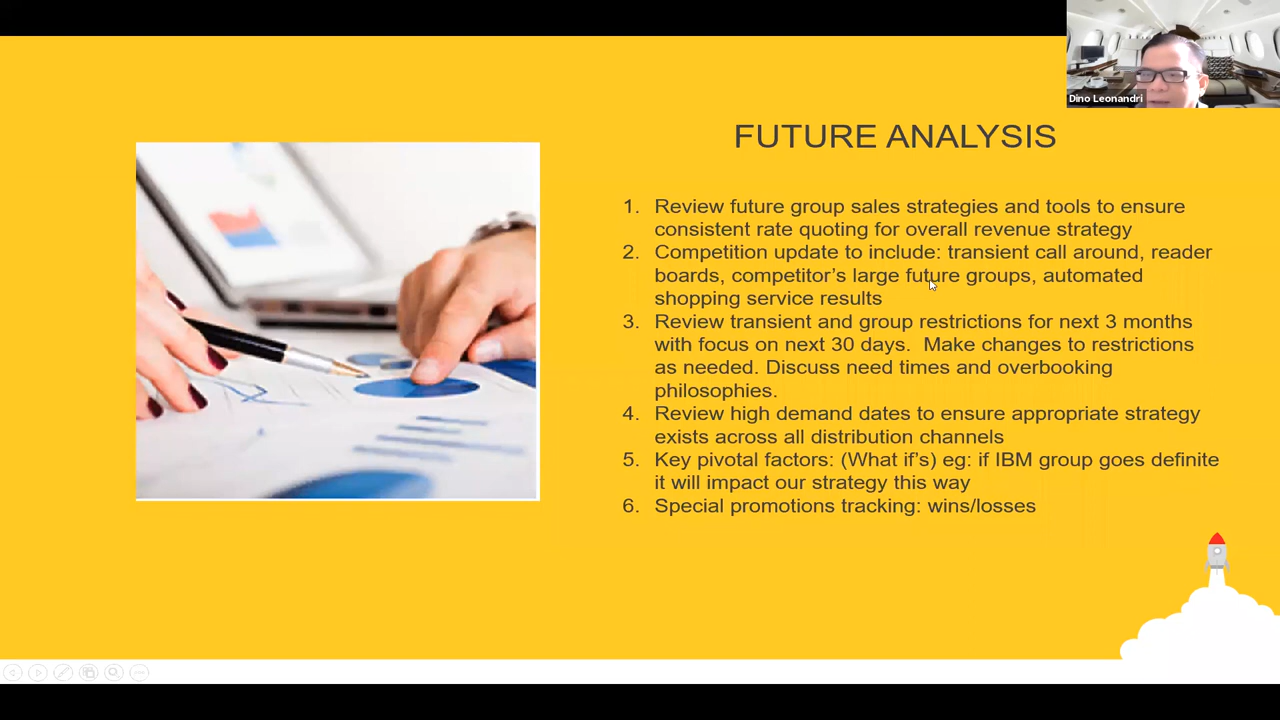 Dino Leonandri
FUTURE ANALYSIS
1. Review future group sales strategies and tools to ensure
consistent rate quoting for overall revenue strategy
2. Competition update to include: transient call around, reader
boards, competitor’s large future groups, automated
shopping service results
3. Review transient and group restrictions for next 3 months
with focus on next 30 days.  Make changes to restrictions
as needed. Discuss need times and overbooking
philosophies.
4. Review high demand dates to ensure appropriate strategy
exists across all distribution channels
5. Key pivotal factors: (What if’s) eg: if IBM group goes definite
it will impact our strategy this way
6. Special promotions tracking: wins/losses